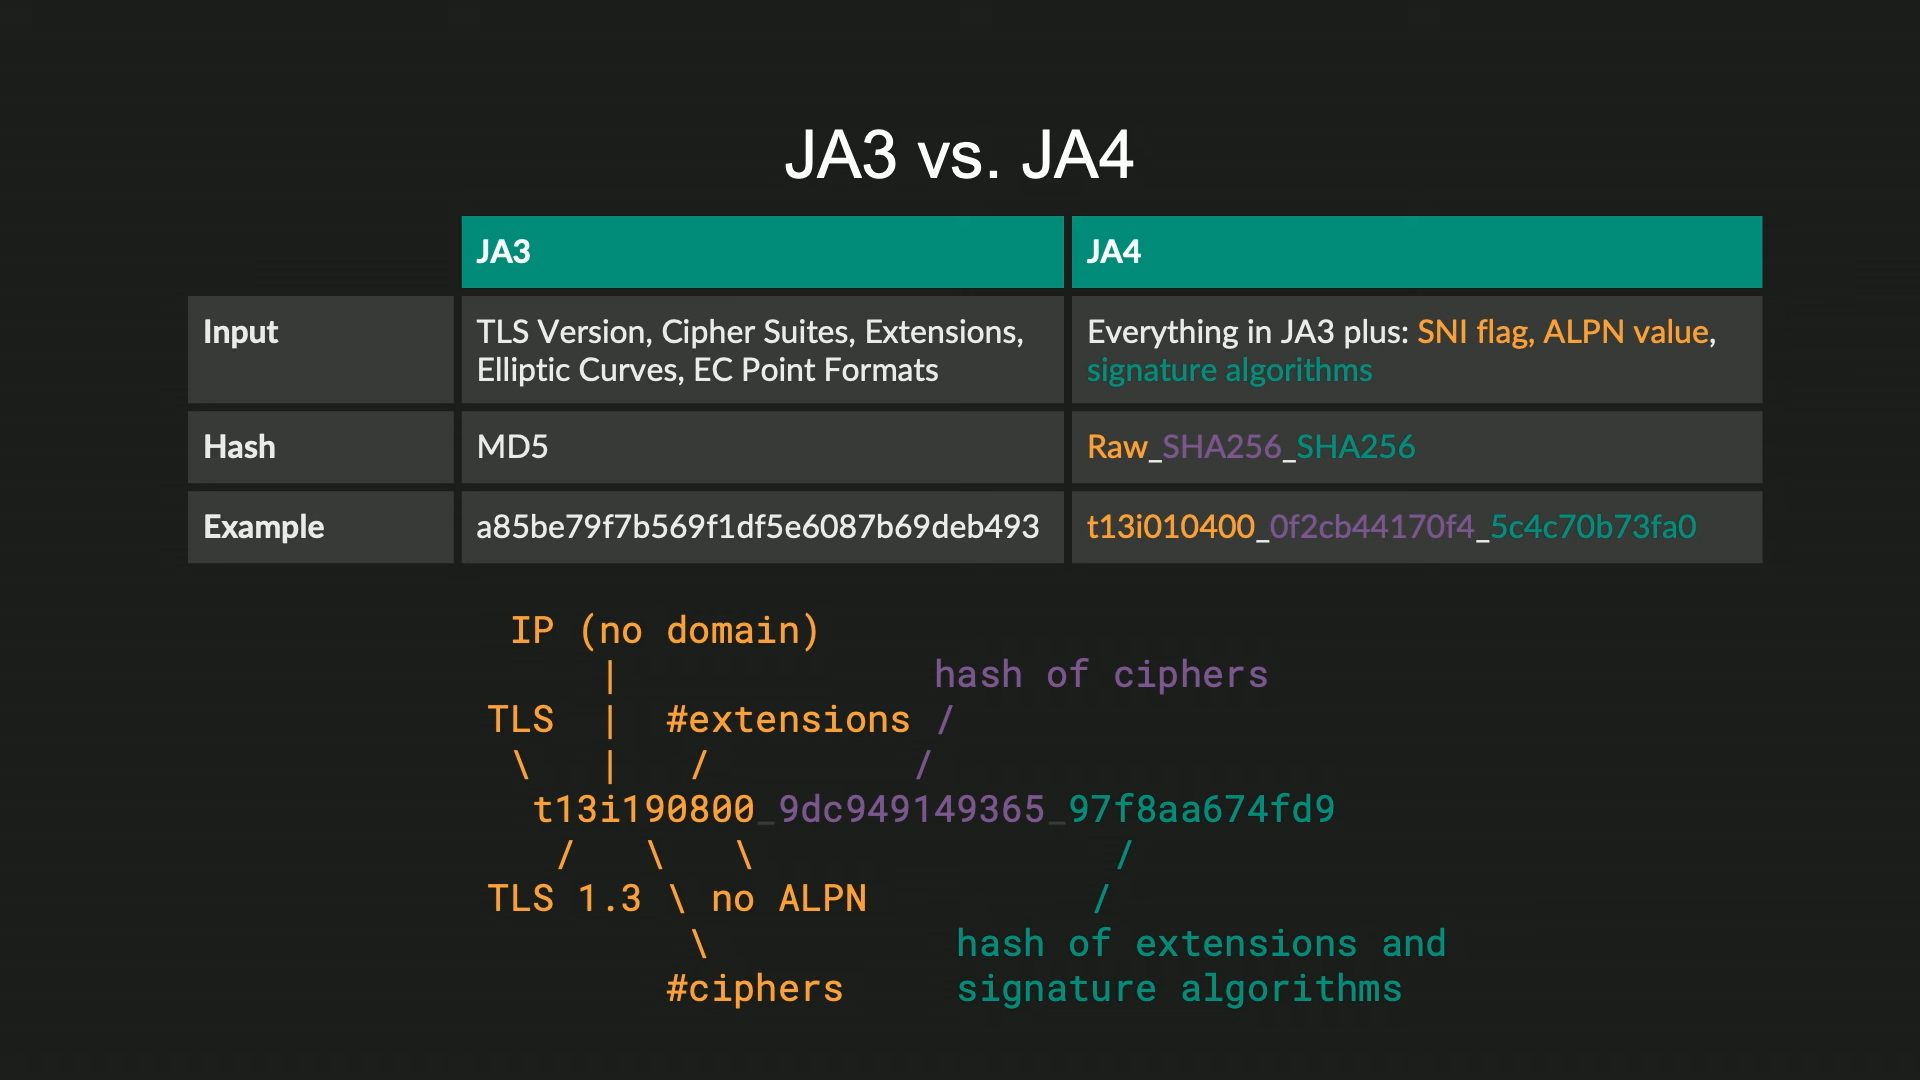 JA3 vs. JA4
JA3
JA4
Input
TLS Version, Cipher Suites, Extensions,
Elliptic Curves, EC Point Formats
Everything in JA3 plus: SNI flag, ALPN value,
signature algorithms
Hash
MD5
Raw_SHA256_SHA256
Example
a85be79f7b569f1df5e6087b69deb493
t13i010400_0f2cb44170f4_5c4c70b73fa0
IP (no domain)
hash of ciphers
TLS
#extensions
t13i190800_9dc949149365_97f8aa674fd9
TLS 1.3
no ALPN
hash of extensions and
#ciphers
signature algorithms